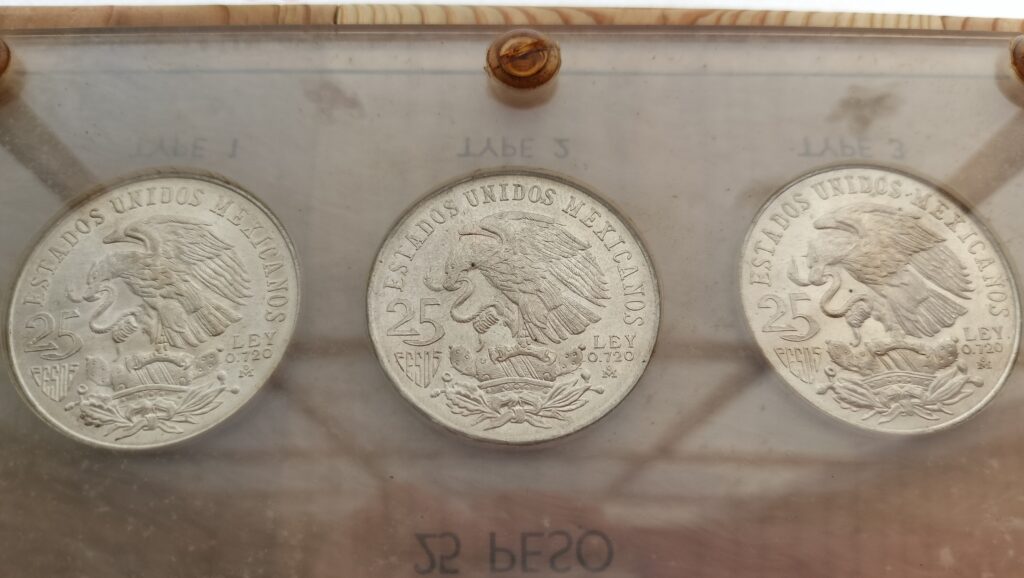 TYPE 1
TYPE 2
TYPE 3
ESTADOS UNIDOS MEXICANOS
25
PESOS
LEY
0.720
M
ESTADOS UNIDOS MEXICANOS
25
PESOS
LEY
0.720
M
ESTADOS UNIDOS MEXICANOS
25
PESOS
LEY
0.720
M
25 PESO